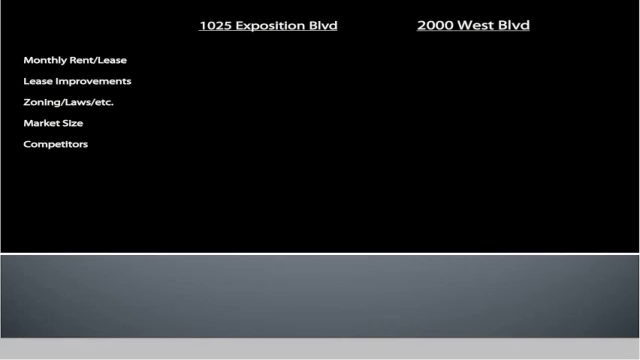 1025 Exposition Blvd 2000 West Blvd
Monthly Rent/Lease
Lease Improvements
Zoning/Laws/etc.
Market Size
Competitors